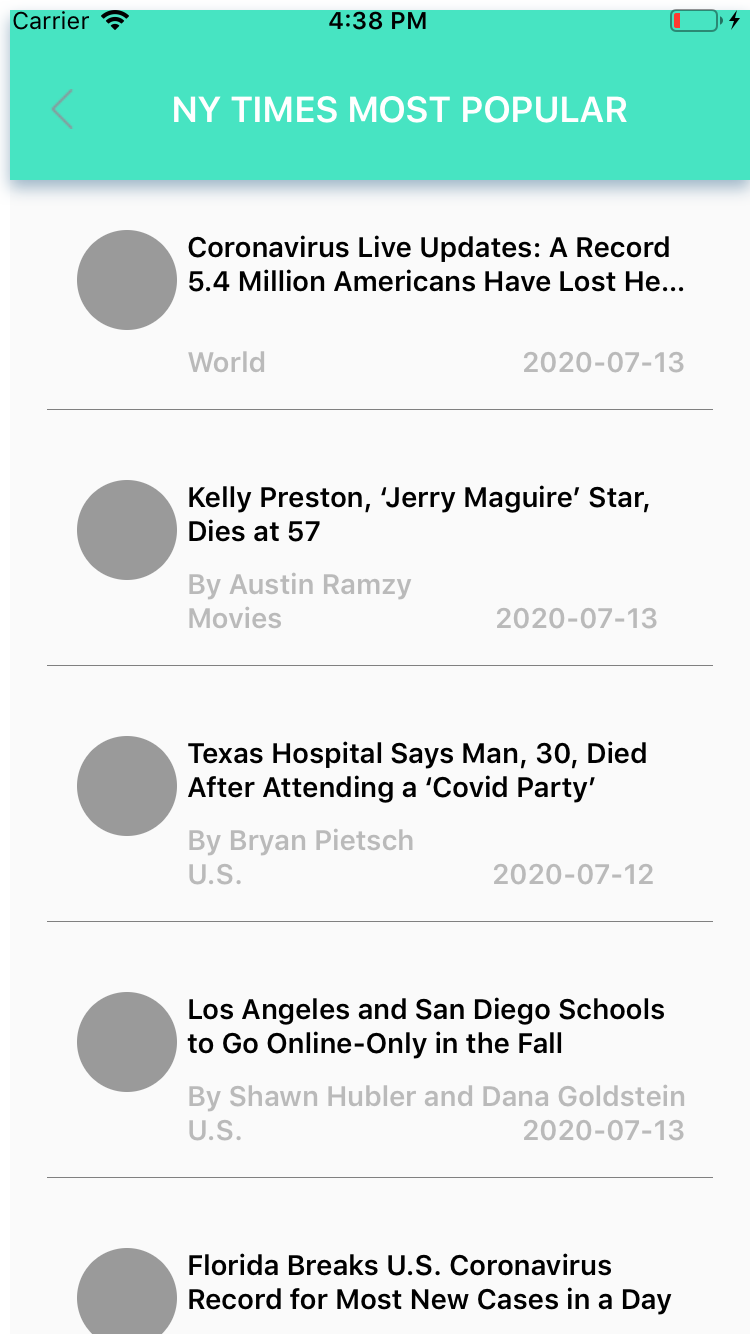 Carrier 4:38 PM
NY TIMES MOST POPULAR
Coronavirus Live Updates: A Record
5.4 Million Americans Have Lost He...
World 2020-07-13
Kelly Preston, ‘Jerry Maguire’ Star,
Dies at 57
By Austin Ramzy
Movies 2020-07-13
Texas Hospital Says Man, 30, Died
After Attending a ‘Covid Party’
By Bryan Pietsch
U.S. 2020-07-12
Los Angeles and San Diego Schools
to Go Online-Only in the Fall
By Shawn Hubler and Dana Goldstein
U.S. 2020-07-13
Florida Breaks U.S. Coronavirus
Record for Most New Cases in a Day